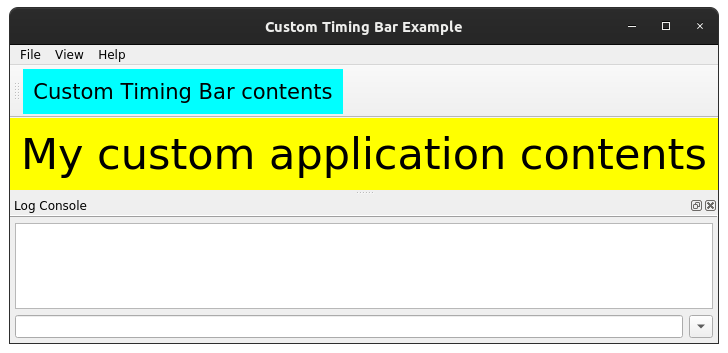 Custom Timing Bar Example
File View Help
Custom Timing Bar contents
My custom application contents
Log Console